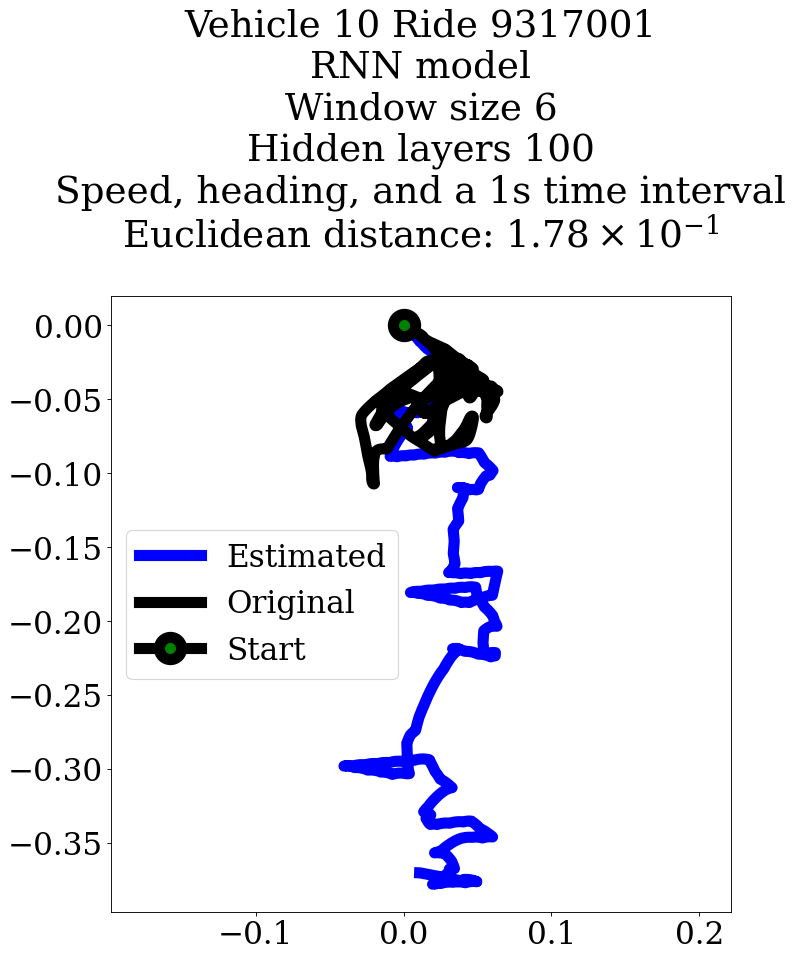 Vehicle 10 Ride 9317001
RNN model
Window size 6
Hidden layers 100
Speed, heading, and a 1s time interval
Euclidean distance: 1.78 × 10⁻¹
0.00
−0.05
−0.10
−0.15
−0.20
−0.25
−0.30
−0.35
Estimated
Original
Start
−0.1
0.0
0.1
0.2